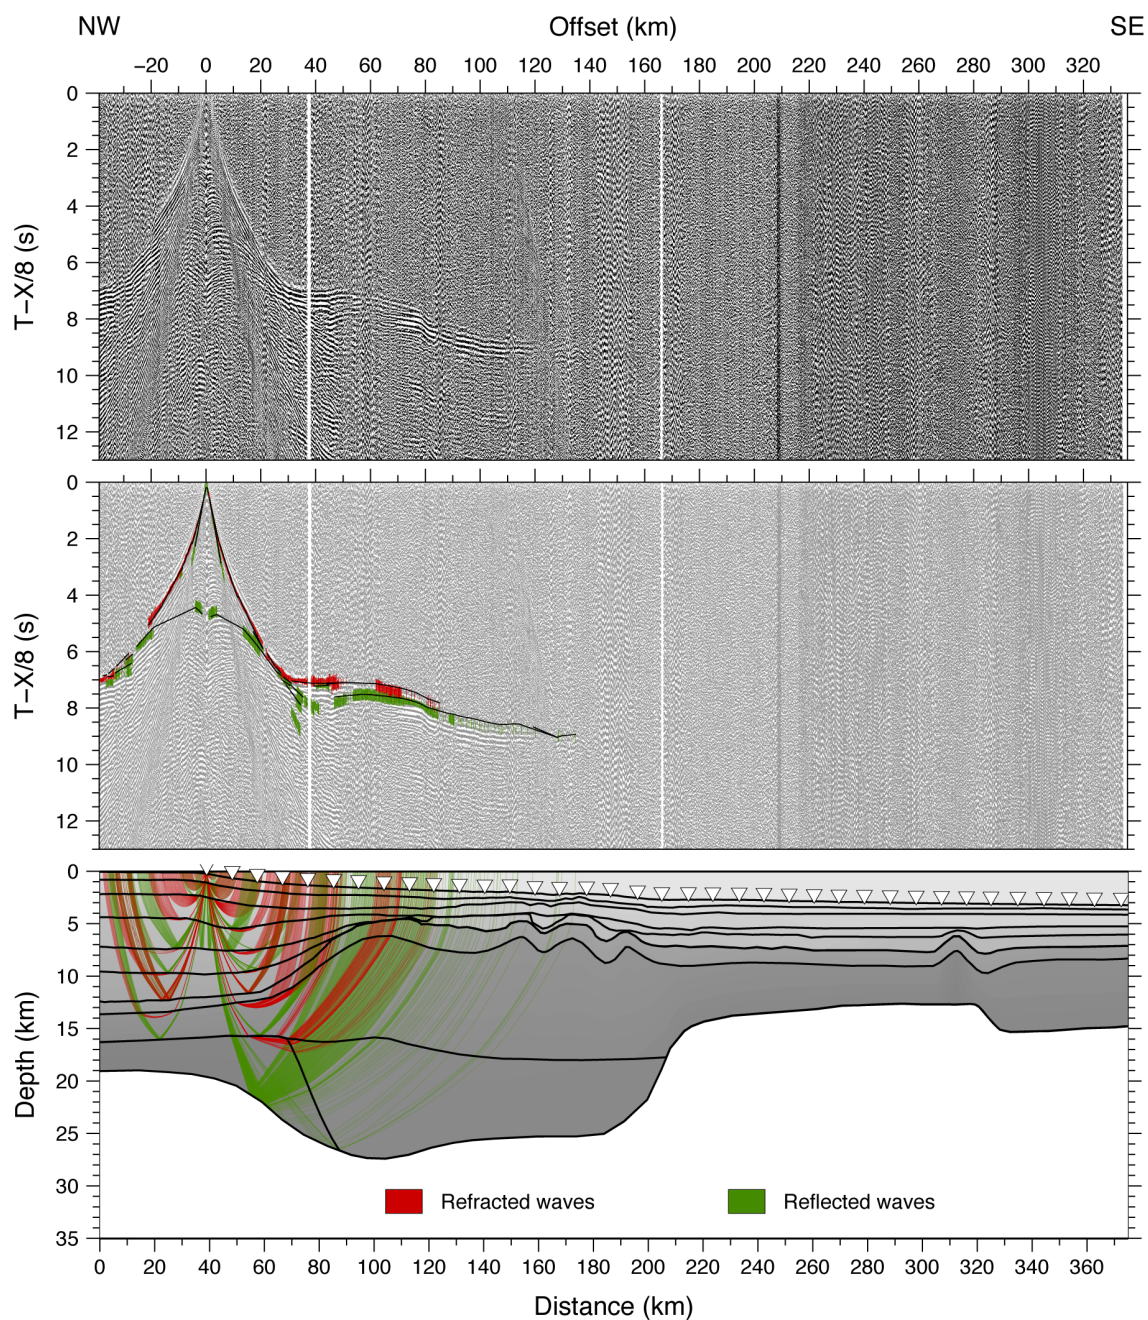 NW Offset (km) SE
−20 0 20 40 60 80 100 120 140 160 180 200 220 240 260 280 300 320
0
2
4
6
8
10
12
T−X/8 (s)
0
2
4
6
8
10
12
T−X/8 (s)
0
5
10
15
20
25
30
35
Depth (km)
Refracted waves Reflected waves
0 20 40 60 80 100 120 140 160 180 200 220 240 260 280 300 320 340 360
Distance (km)